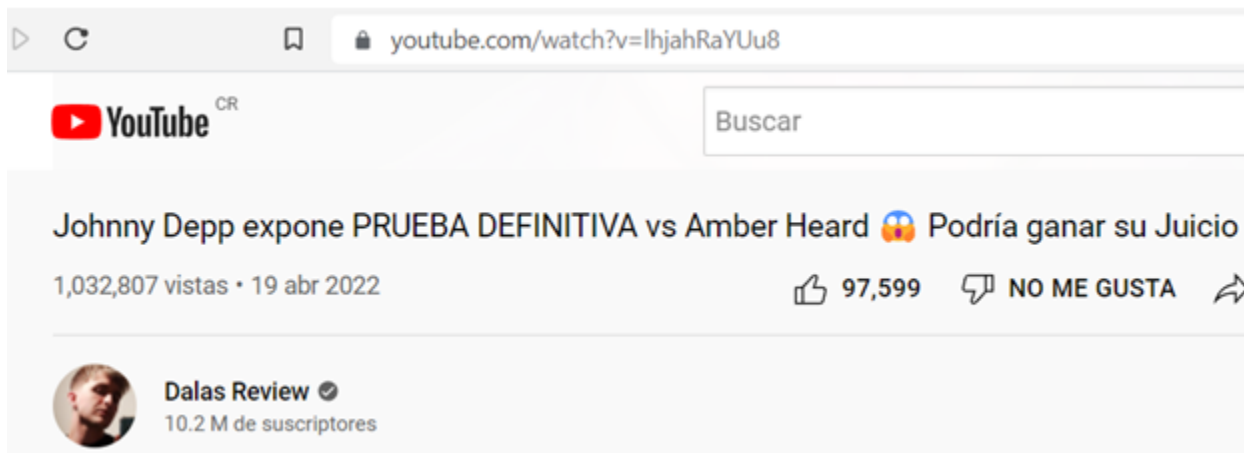 youtube.com/watch?v=lhjahRaYUu8
YouTube CR
Buscar
Johnny Depp expone PRUEBA DEFINITIVA vs Amber Heard 😱 Podría ganar su Juicio
1,032,807 vistas • 19 abr 2022
97,599 NO ME GUSTA
Dalas Review
10.2 M de suscriptores